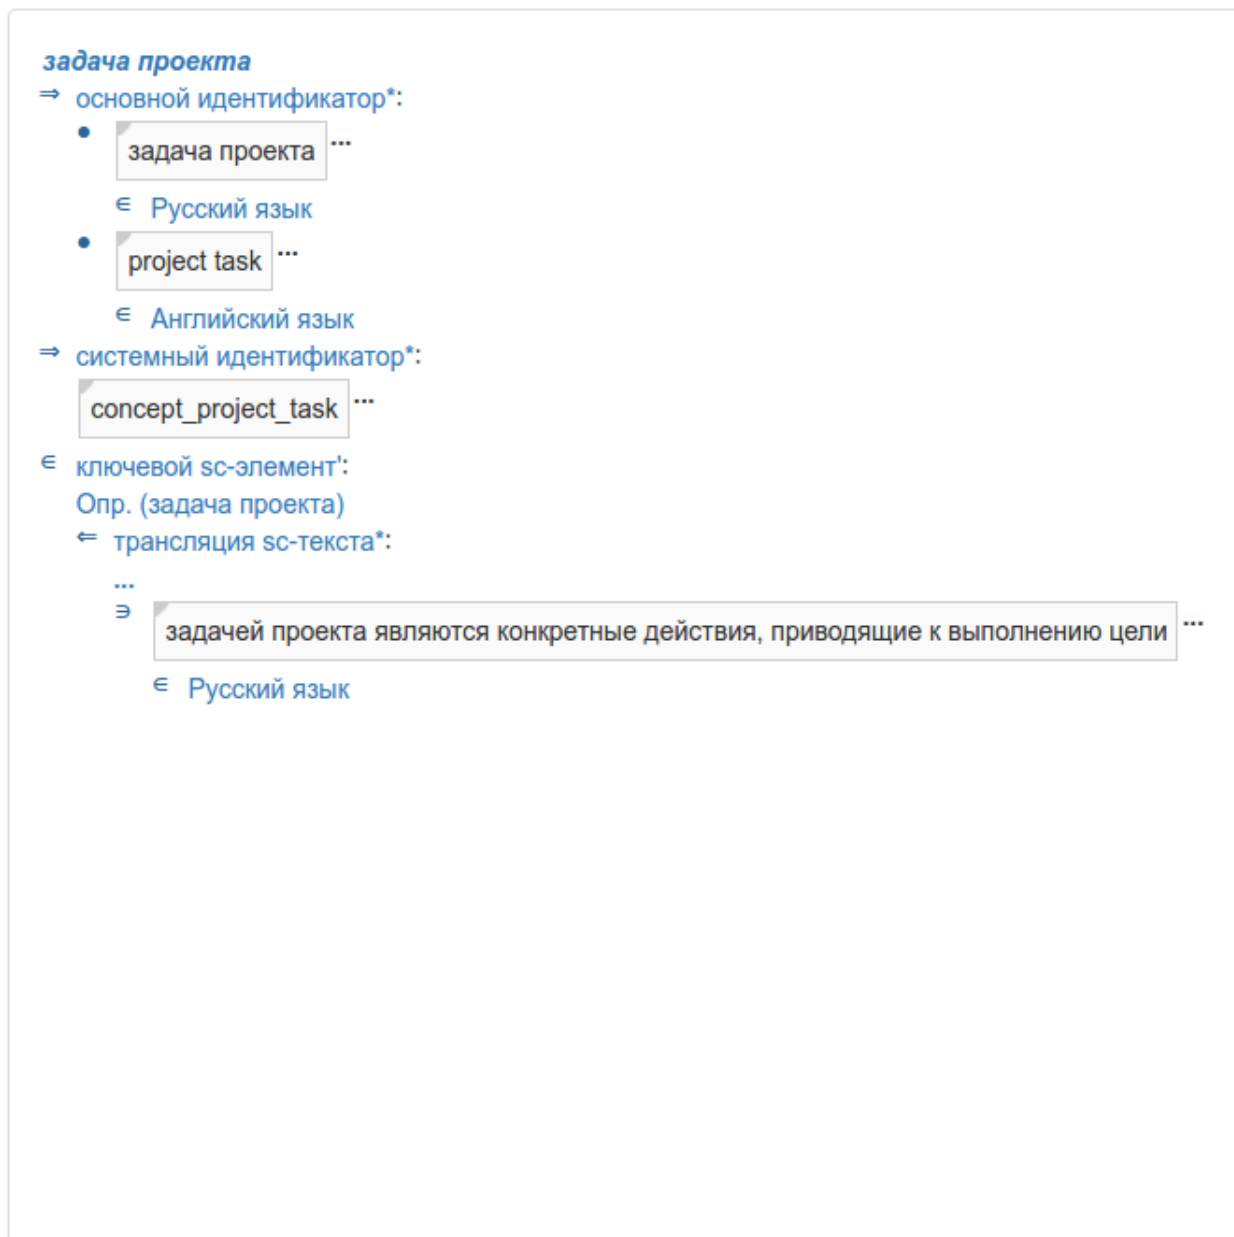 задача проекта
⇒ основной идентификатор*:
• задача проекта ...
∈ Русский язык
• project task ...
∈ Английский язык
⇒ системный идентификатор*:
concept_project_task ...
∈ ключевой sc-элемент':
Опр. (задача проекта)
⇐ трансляция sc-текста*:
...
∋ задачей проекта являются конкретные действия, приводящие к выполнению цели ...
∈ Русский язык